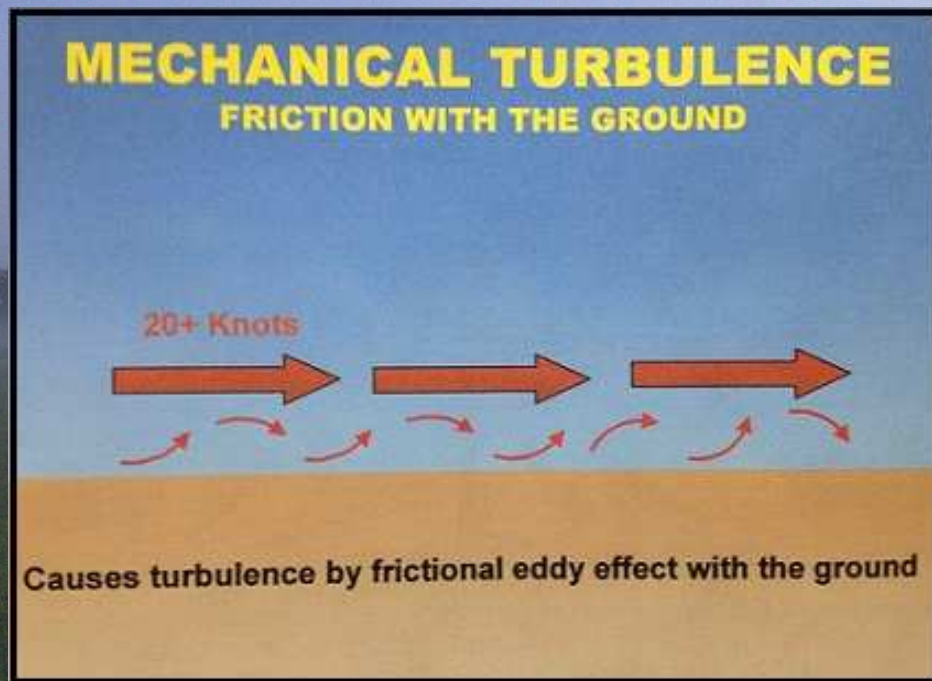 MECHANICAL TURBULENCE
FRICTION WITH THE GROUND
20+ Knots
Causes turbulence by frictional eddy effect with the ground